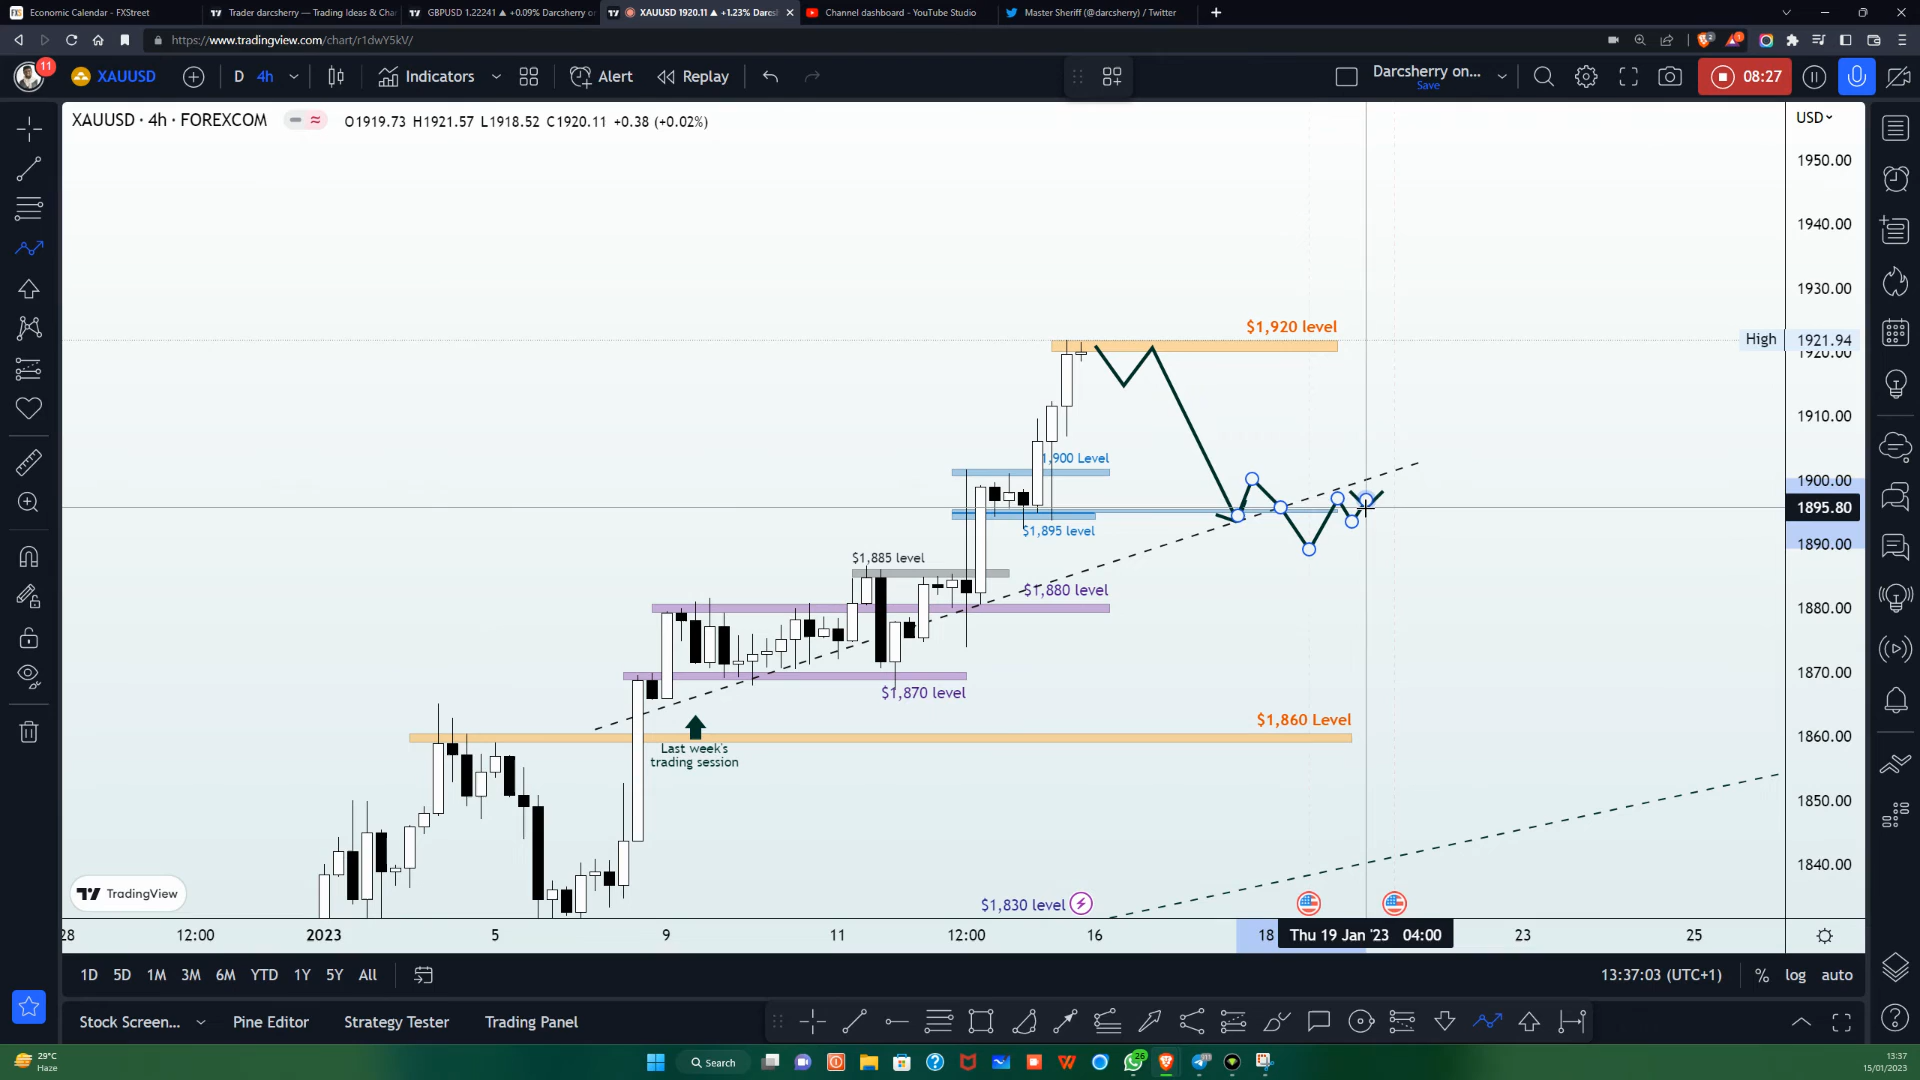 Economic Calendar - FXStreet
Trader darcsherry — Trading Ideas & Cha
GBPUSD 1.22241 ▲ +0.09% Darcsherry o
XAUUSD 1920.11 ▲ +1.23% Darcs
Channel dashboard - YouTube Studio
Master Sheriff (@darcsherry) / Twitter
https://www.tradingview.com/chart/r1dwY5kV/
11
XAUUSD
D
4h
Indicators
Alert
Replay
Darcsherry on...
Save
08:27
XAUUSD · 4h · FOREXCOM
O1919.73 H1921.57 L1918.52 C1920.11 +0.38 (+0.02%)
USD
1950.00
1940.00
1930.00
$1,920 level
High 1921.94
1920.00
1910.00
1,900 Level
1900.00
1895.80
$1,895 level
1890.00
$1,885 level
$1,880 level
1880.00
1870.00
$1,870 level
$1,860 Level
1860.00
Last week's
trading session
1850.00
1840.00
TradingView
$1,830 level
28
12:00
2023
5
9
11
12:00
16
18
Thu 19 Jan '23 04:00
23
25
1D 5D 1M 3M 6M YTD 1Y 5Y All
13:37:03 (UTC+1)
% log auto
Stock Screen...
Pine Editor
Strategy Tester
Trading Panel
29°C
Haze
Search
26
13:37
15/01/2023